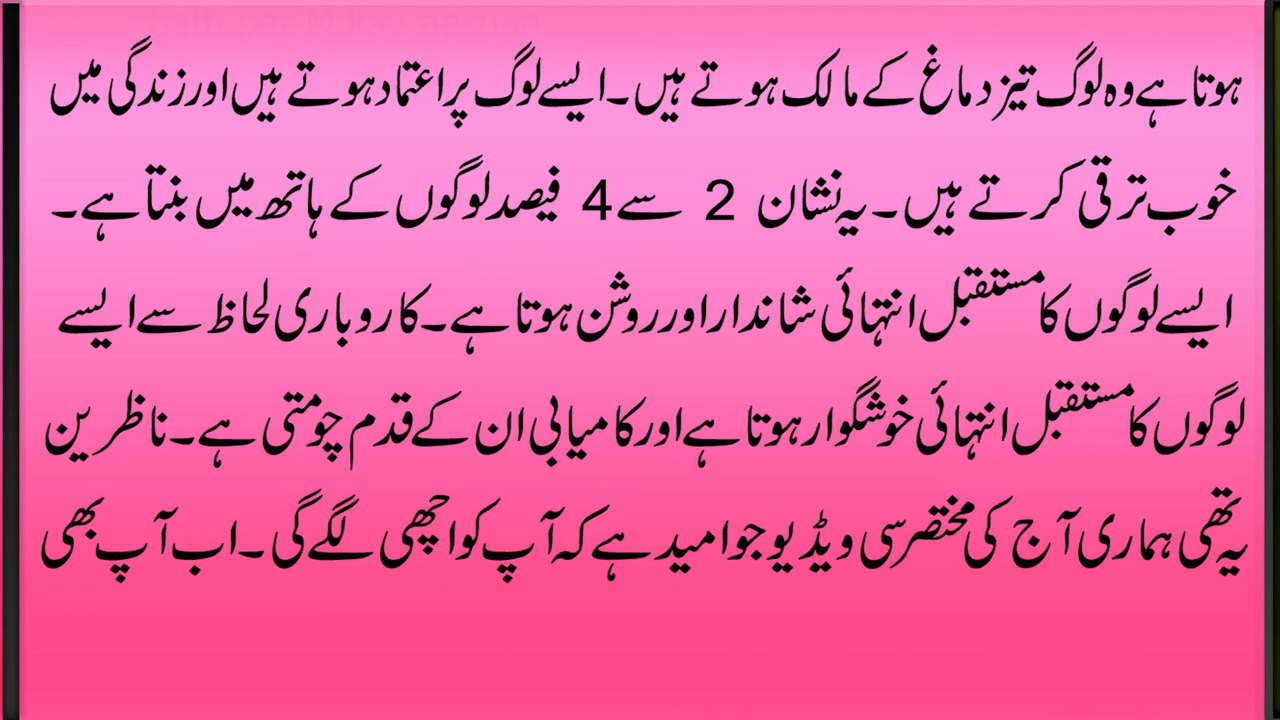 ہوتا ہے وہ لوگ تیز دماغ کے مالک ہوتے ہیں۔ ایسے لوگ پر اعتماد ہوتے ہیں اور زندگی میں
خوب ترقی کرتے ہیں۔ یہ نشان 2 سے 4 فیصد لوگوں کے ہاتھ میں بنتا ہے۔
ایسے لوگوں کا مستقبل انتہائی شاندار اور روشن ہوتا ہے۔ کاروباری لحاظ سے ایسے
لوگوں کا مستقبل انتہائی خوشگوار ہوتا ہے اور کامیابی ان کے قدم چومتی ہے۔ ناظرین
یہ تھی ہماری آج کی مختصر سی ویڈیو جو امید ہے کہ آپ کو اچھی لگے گی۔ اب آپ بھی